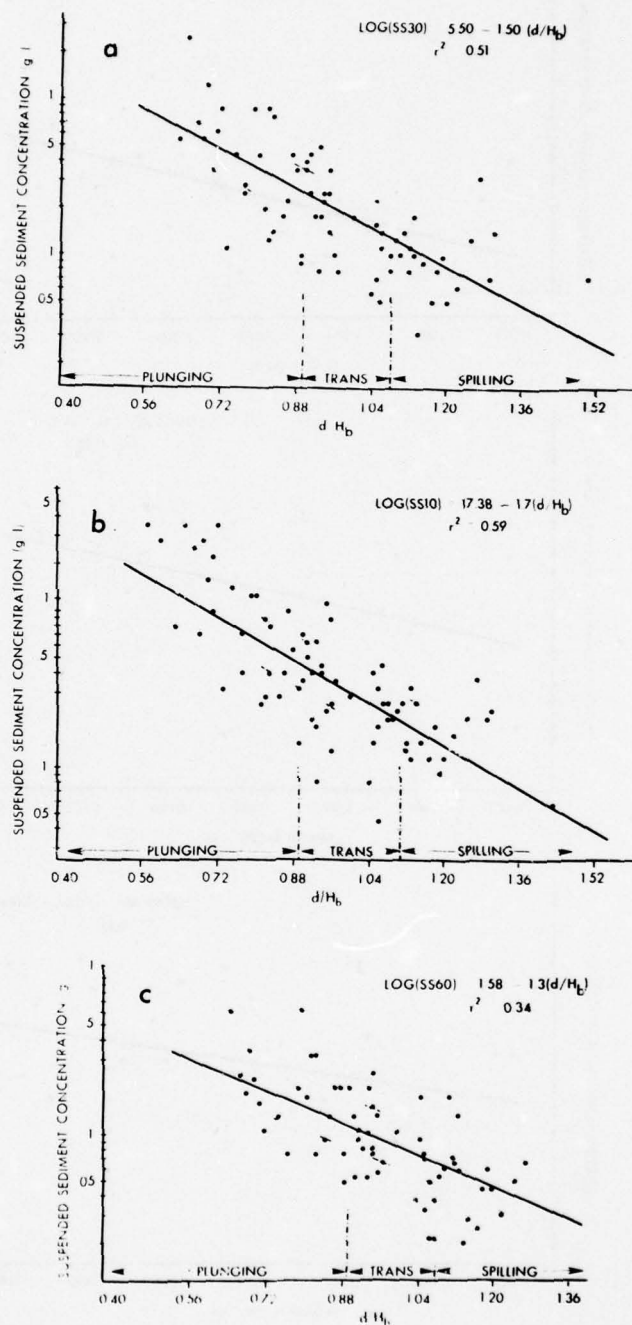 a
LOG(SS30) 5.50 - 1.50 (d/Hb)
r2 0.51
SUSPENDED SEDIMENT CONCENTRATION g l
1
5
1
05
PLUNGING TRANS SPILLING
0.40 0.56 0.72 0.88 1.04 1.20 1.36 1.52
d Hb
b
LOG(SS10) 17.38 - 1.7(d/Hb)
r2 0.59
SUSPENDED SEDIMENT CONCENTRATION (g l)
5
1
5
1
05
PLUNGING TRANS SPILLING
0.40 0.56 0.72 0.88 1.04 1.20 1.36 1.52
d/Hb
c
LOG(SS60) 1.58 - 1.3(d/Hb)
r2 0.34
SUSPENDED SEDIMENT CONCENTRATION g
1
5
1
05
PLUNGING TRANS SPILLING
0.40 0.56 0.72 0.88 1.04 1.20 1.36
d Hb